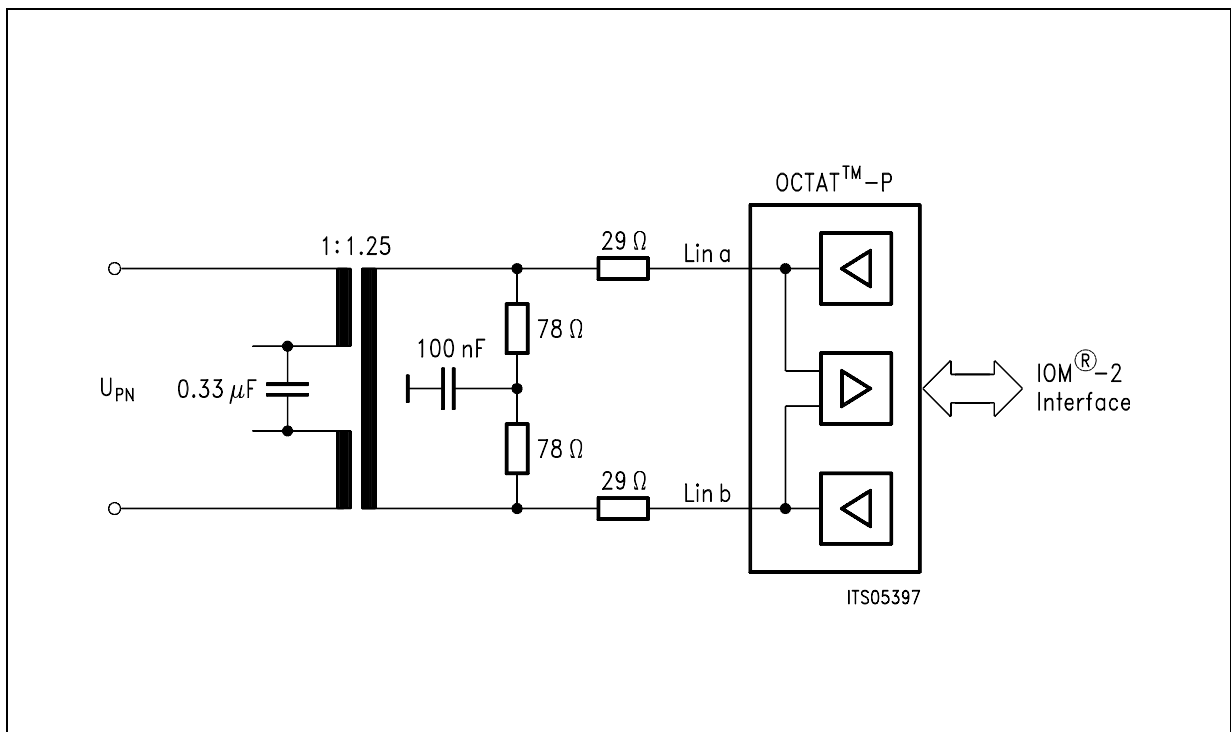 OCTAT™-P
1:1.25
29 Ω
Lin a
78 Ω
100 nF
IOM®-2
Interface
U_PN
0.33 μF
78 Ω
29 Ω
Lin b
ITS05397